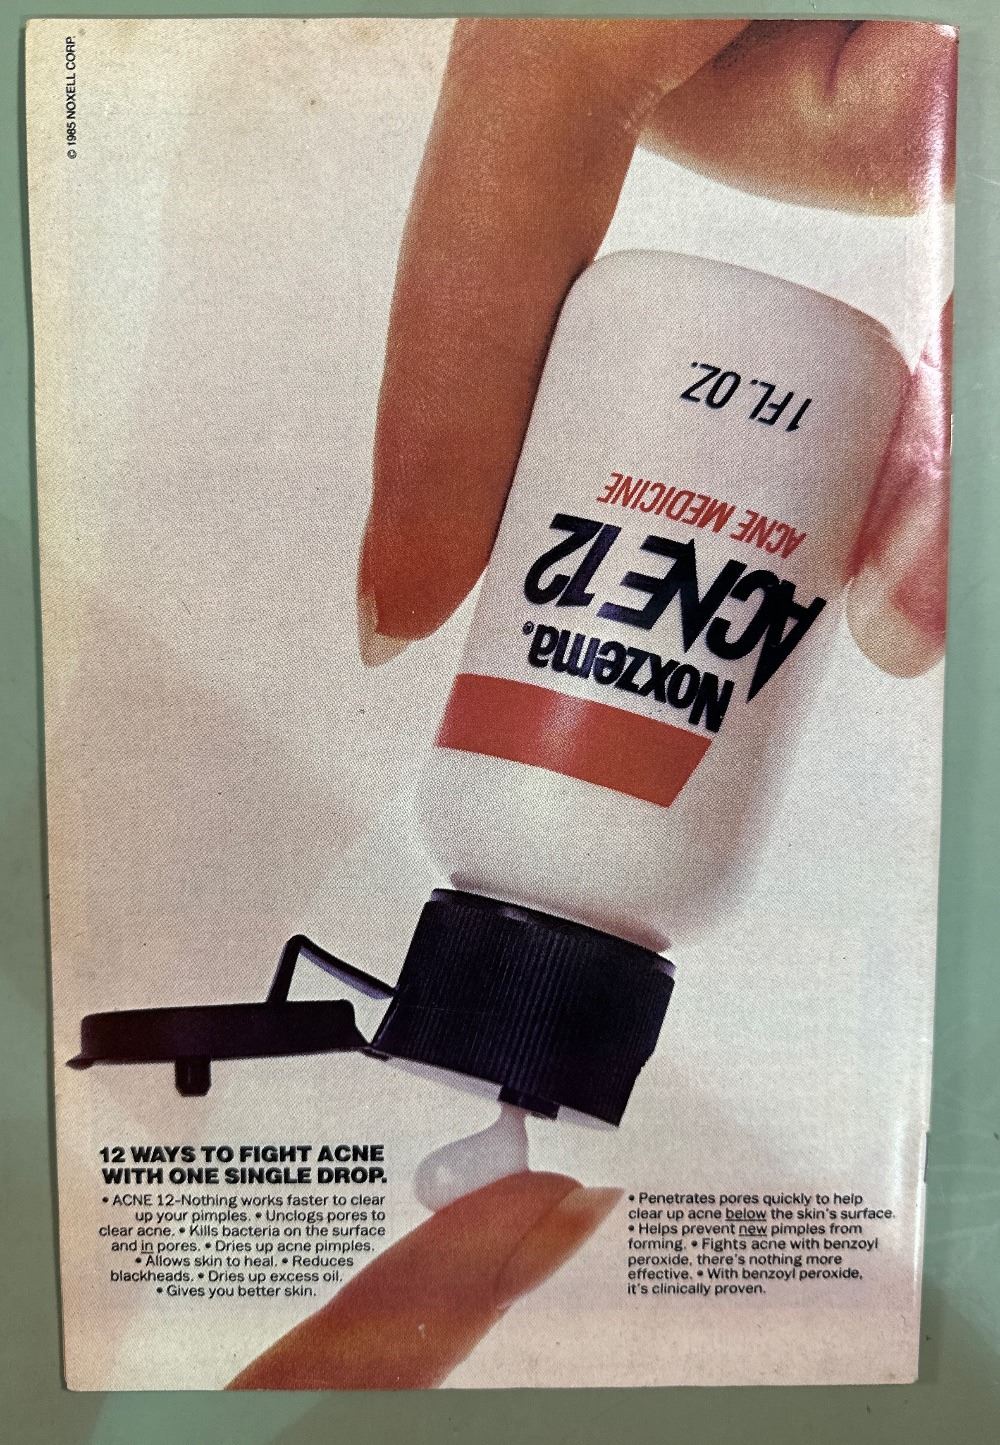 © 1985 NOXELL CORP.
1 FL. OZ.
ACNE MEDICINE
ACNE 12
Noxzema®
12 WAYS TO FIGHT ACNE
WITH ONE SINGLE DROP.
• ACNE 12-Nothing works faster to clear
up your pimples. • Unclogs pores to
clear acne. • Kills bacteria on the surface
and in pores. • Dries up acne pimples.
• Allows skin to heal. • Reduces
blackheads. • Dries up excess oil.
• Gives you better skin.
• Penetrates pores quickly to help
clear up acne below the skin's surface.
• Helps prevent new pimples from
forming. • Fights acne with benzoyl
peroxide, there's nothing more
effective. • With benzoyl peroxide,
it's clinically proven.